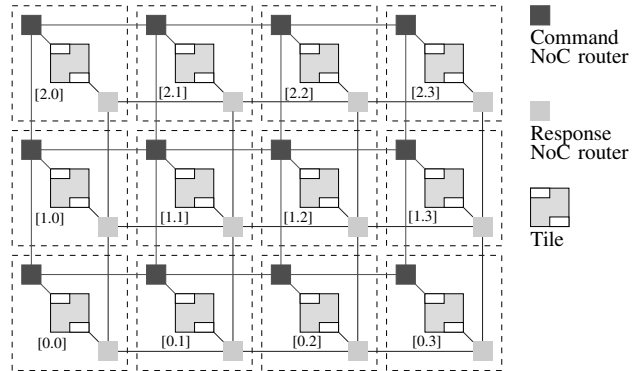 [2.0]
[2.1]
[2.2]
[2.3]
[1.0]
[1.1]
[1.2]
[1.3]
[0.0]
[0.1]
[0.2]
[0.3]
Command
NoC router
Response
NoC router
Tile